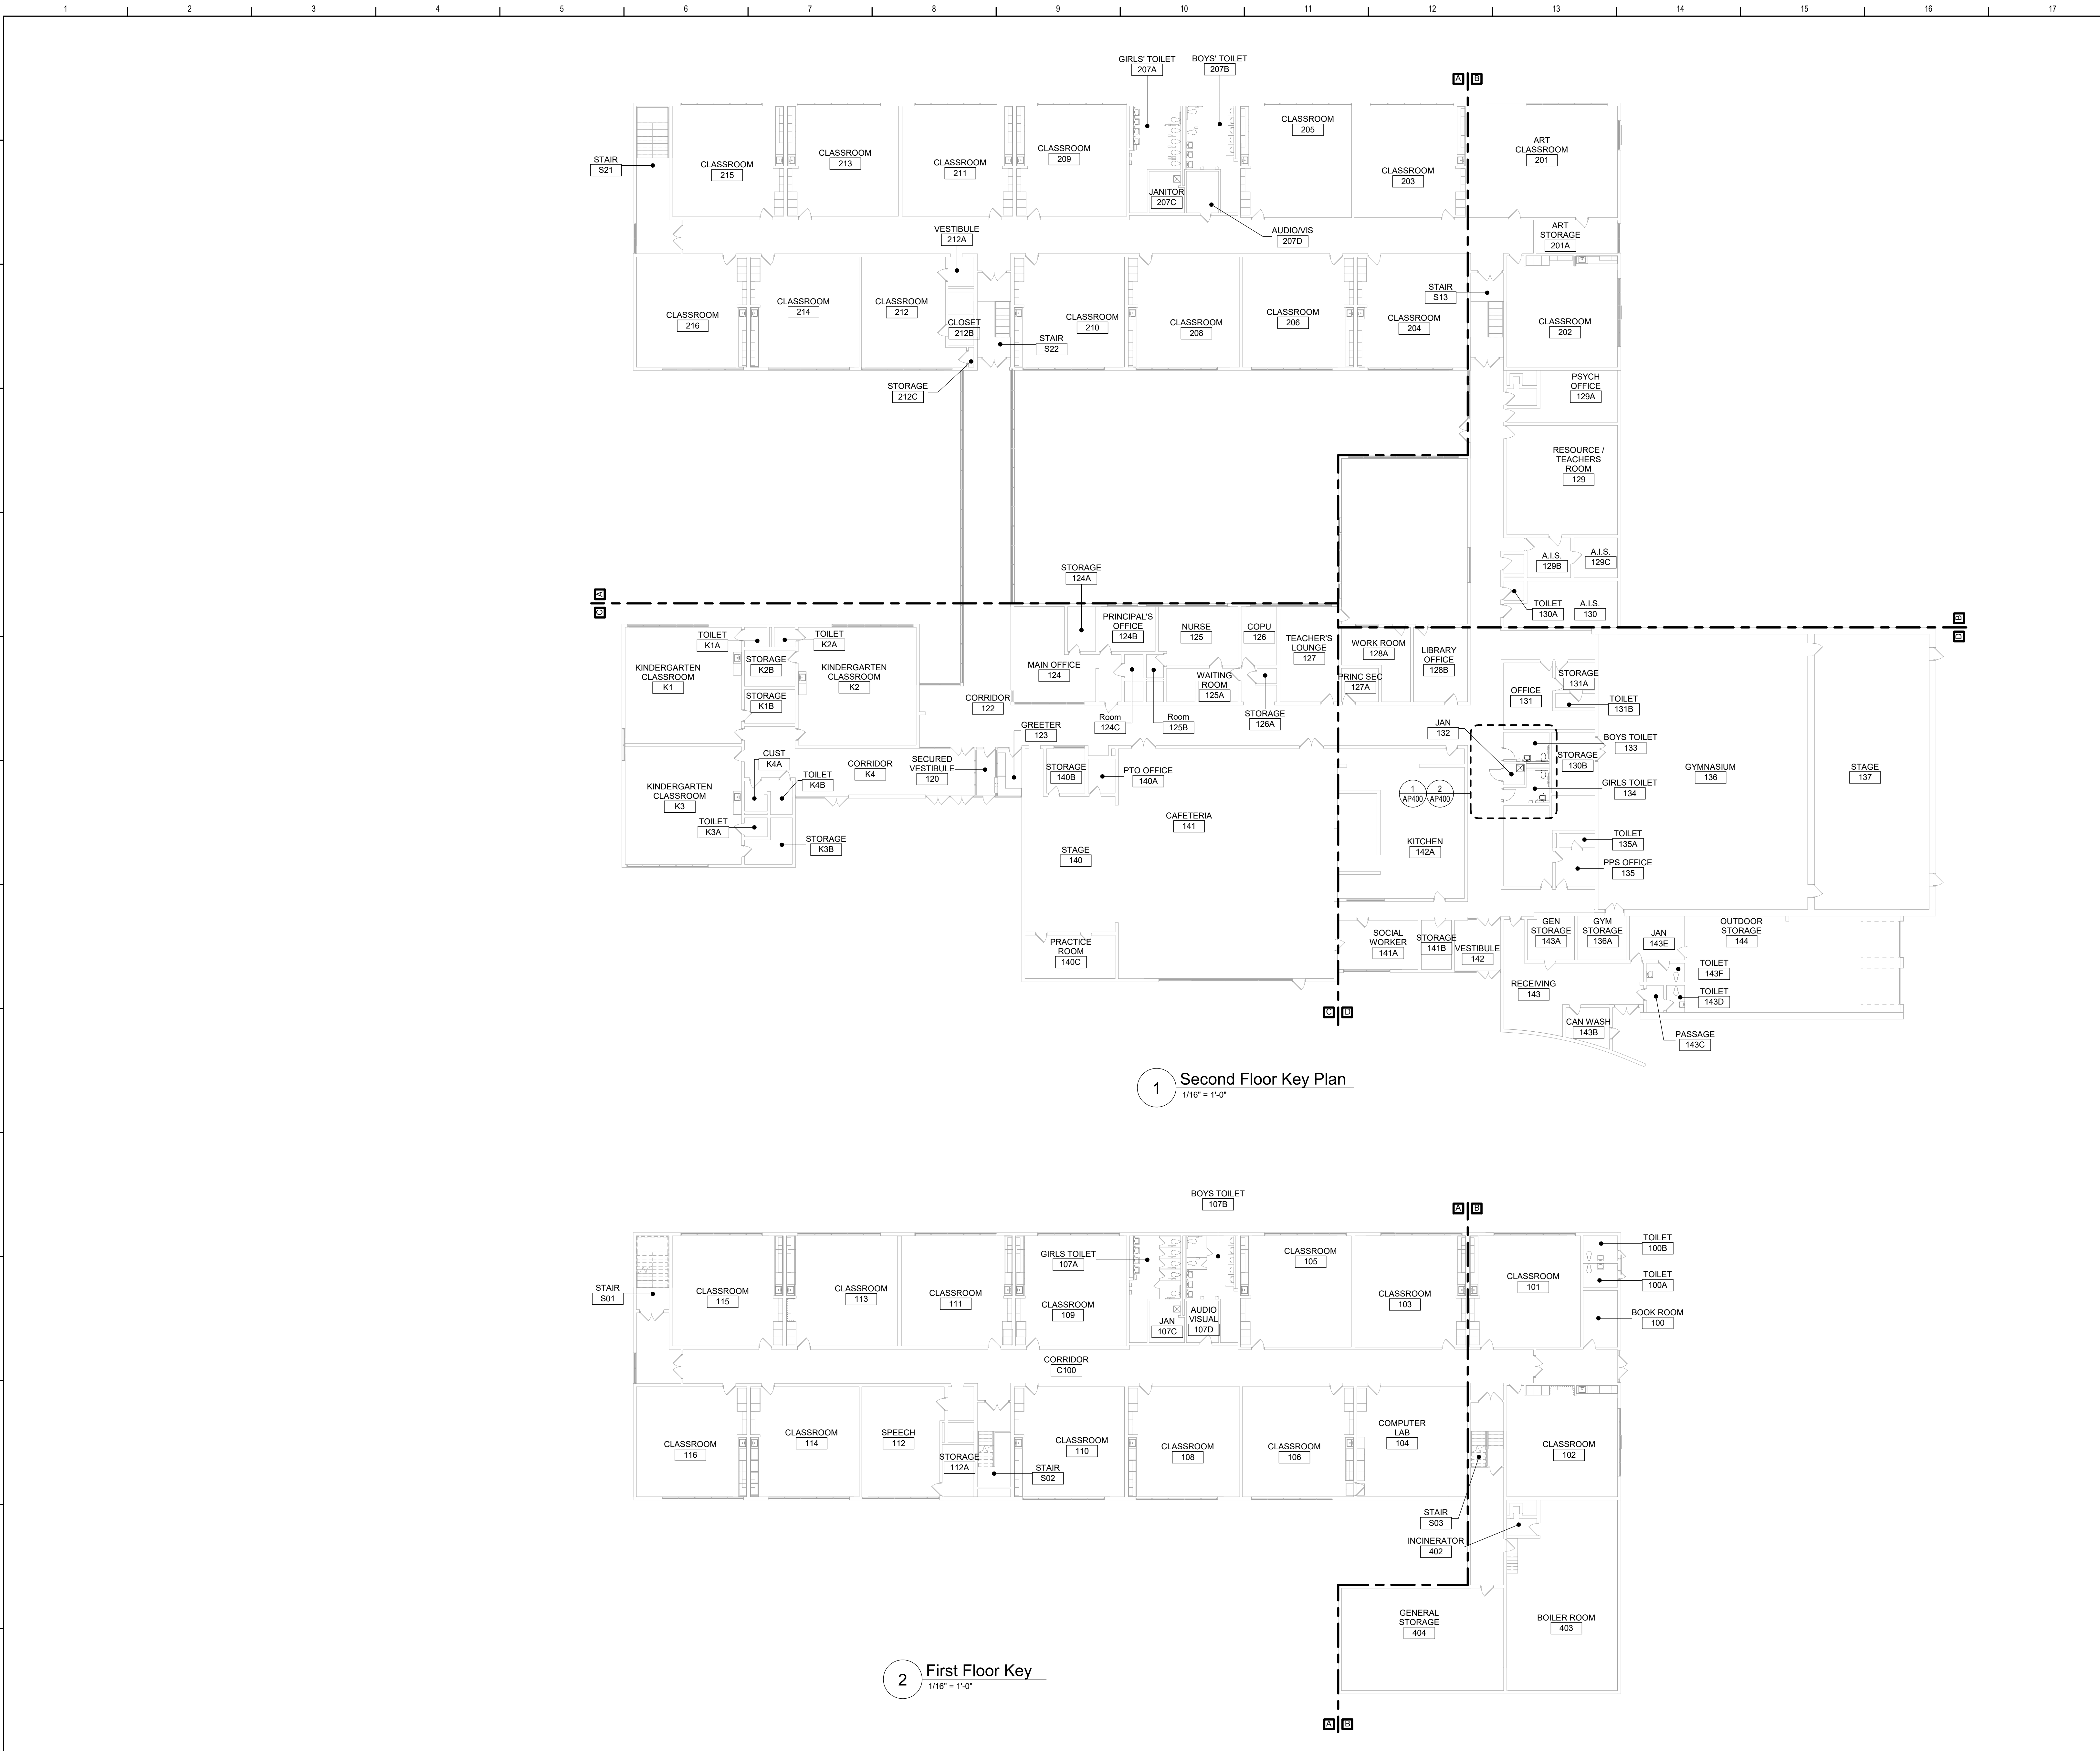 1 2 3 4 5 6 7 8 9 10 11 12 13 14 15 16 17
GIRLS' TOILET
207A
BOYS' TOILET
207B
A B
STAIR
S21
CLASSROOM
215
CLASSROOM
213
CLASSROOM
211
CLASSROOM
209
JANITOR
207C
CLASSROOM
205
CLASSROOM
203
ART
CLASSROOM
201
VESTIBULE
212A
AUDIO/VIS
207D
ART
STORAGE
201A
CLASSROOM
216
CLASSROOM
214
CLASSROOM
212
CLOSET
212B
STAIR
S22
CLASSROOM
210
CLASSROOM
208
CLASSROOM
206
CLASSROOM
204
STAIR
S13
CLASSROOM
202
STORAGE
212C
PSYCH
OFFICE
129A
RESOURCE /
TEACHERS
ROOM
129
A.I.S.
129B
A.I.S.
129C
TOILET
130A
A.I.S.
130
A
C
B
D
STORAGE
124A
TOILET
K1A
TOILET
K2A
KINDERGARTEN
CLASSROOM
K1
STORAGE
K2B
STORAGE
K1B
KINDERGARTEN
CLASSROOM
K2
MAIN OFFICE
124
PRINCIPAL'S
OFFICE
124B
NURSE
125
COPU
126
WAITING
ROOM
125A
TEACHER'S
LOUNGE
127
WORK ROOM
128A
PRINC SEC
127A
LIBRARY
OFFICE
128B
OFFICE
131
STORAGE
131A
TOILET
131B
CORRIDOR
122
GREETER
123
Room
124C
Room
125B
STORAGE
126A
JAN
132
BOYS TOILET
133
STORAGE
130B
GIRLS TOILET
134
CUST
K4A
TOILET
K4B
CORRIDOR
K4
SECURED
VESTIBULE
120
STORAGE
140B
PTO OFFICE
140A
1
AP400
2
AP400
GYMNASIUM
136
STAGE
137
KINDERGARTEN
CLASSROOM
K3
TOILET
K3A
STORAGE
K3B
CAFETERIA
141
STAGE
140
KITCHEN
142A
TOILET
135A
PPS OFFICE
135
PRACTICE
ROOM
140C
SOCIAL
WORKER
141A
STORAGE
141B
VESTIBULE
142
GEN
STORAGE
143A
GYM
STORAGE
136A
JAN
143E
OUTDOOR
STORAGE
144
TOILET
143F
TOILET
143D
RECEIVING
143
CAN WASH
143B
PASSAGE
143C
C D
1 Second Floor Key Plan
1/16" = 1'-0"
BOYS TOILET
107B
A B
STAIR
S01
CLASSROOM
115
CLASSROOM
113
CLASSROOM
111
GIRLS TOILET
107A
CLASSROOM
109
JAN
107C
AUDIO
VISUAL
107D
CLASSROOM
105
CLASSROOM
103
CLASSROOM
101
TOILET
100B
TOILET
100A
BOOK ROOM
100
CORRIDOR
C100
CLASSROOM
116
CLASSROOM
114
SPEECH
112
STORAGE
112A
STAIR
S02
CLASSROOM
110
CLASSROOM
108
CLASSROOM
106
COMPUTER
LAB
104
CLASSROOM
102
STAIR
S03
INCINERATOR
402
GENERAL
STORAGE
404
BOILER ROOM
403
2 First Floor Key
1/16" = 1'-0"
A B